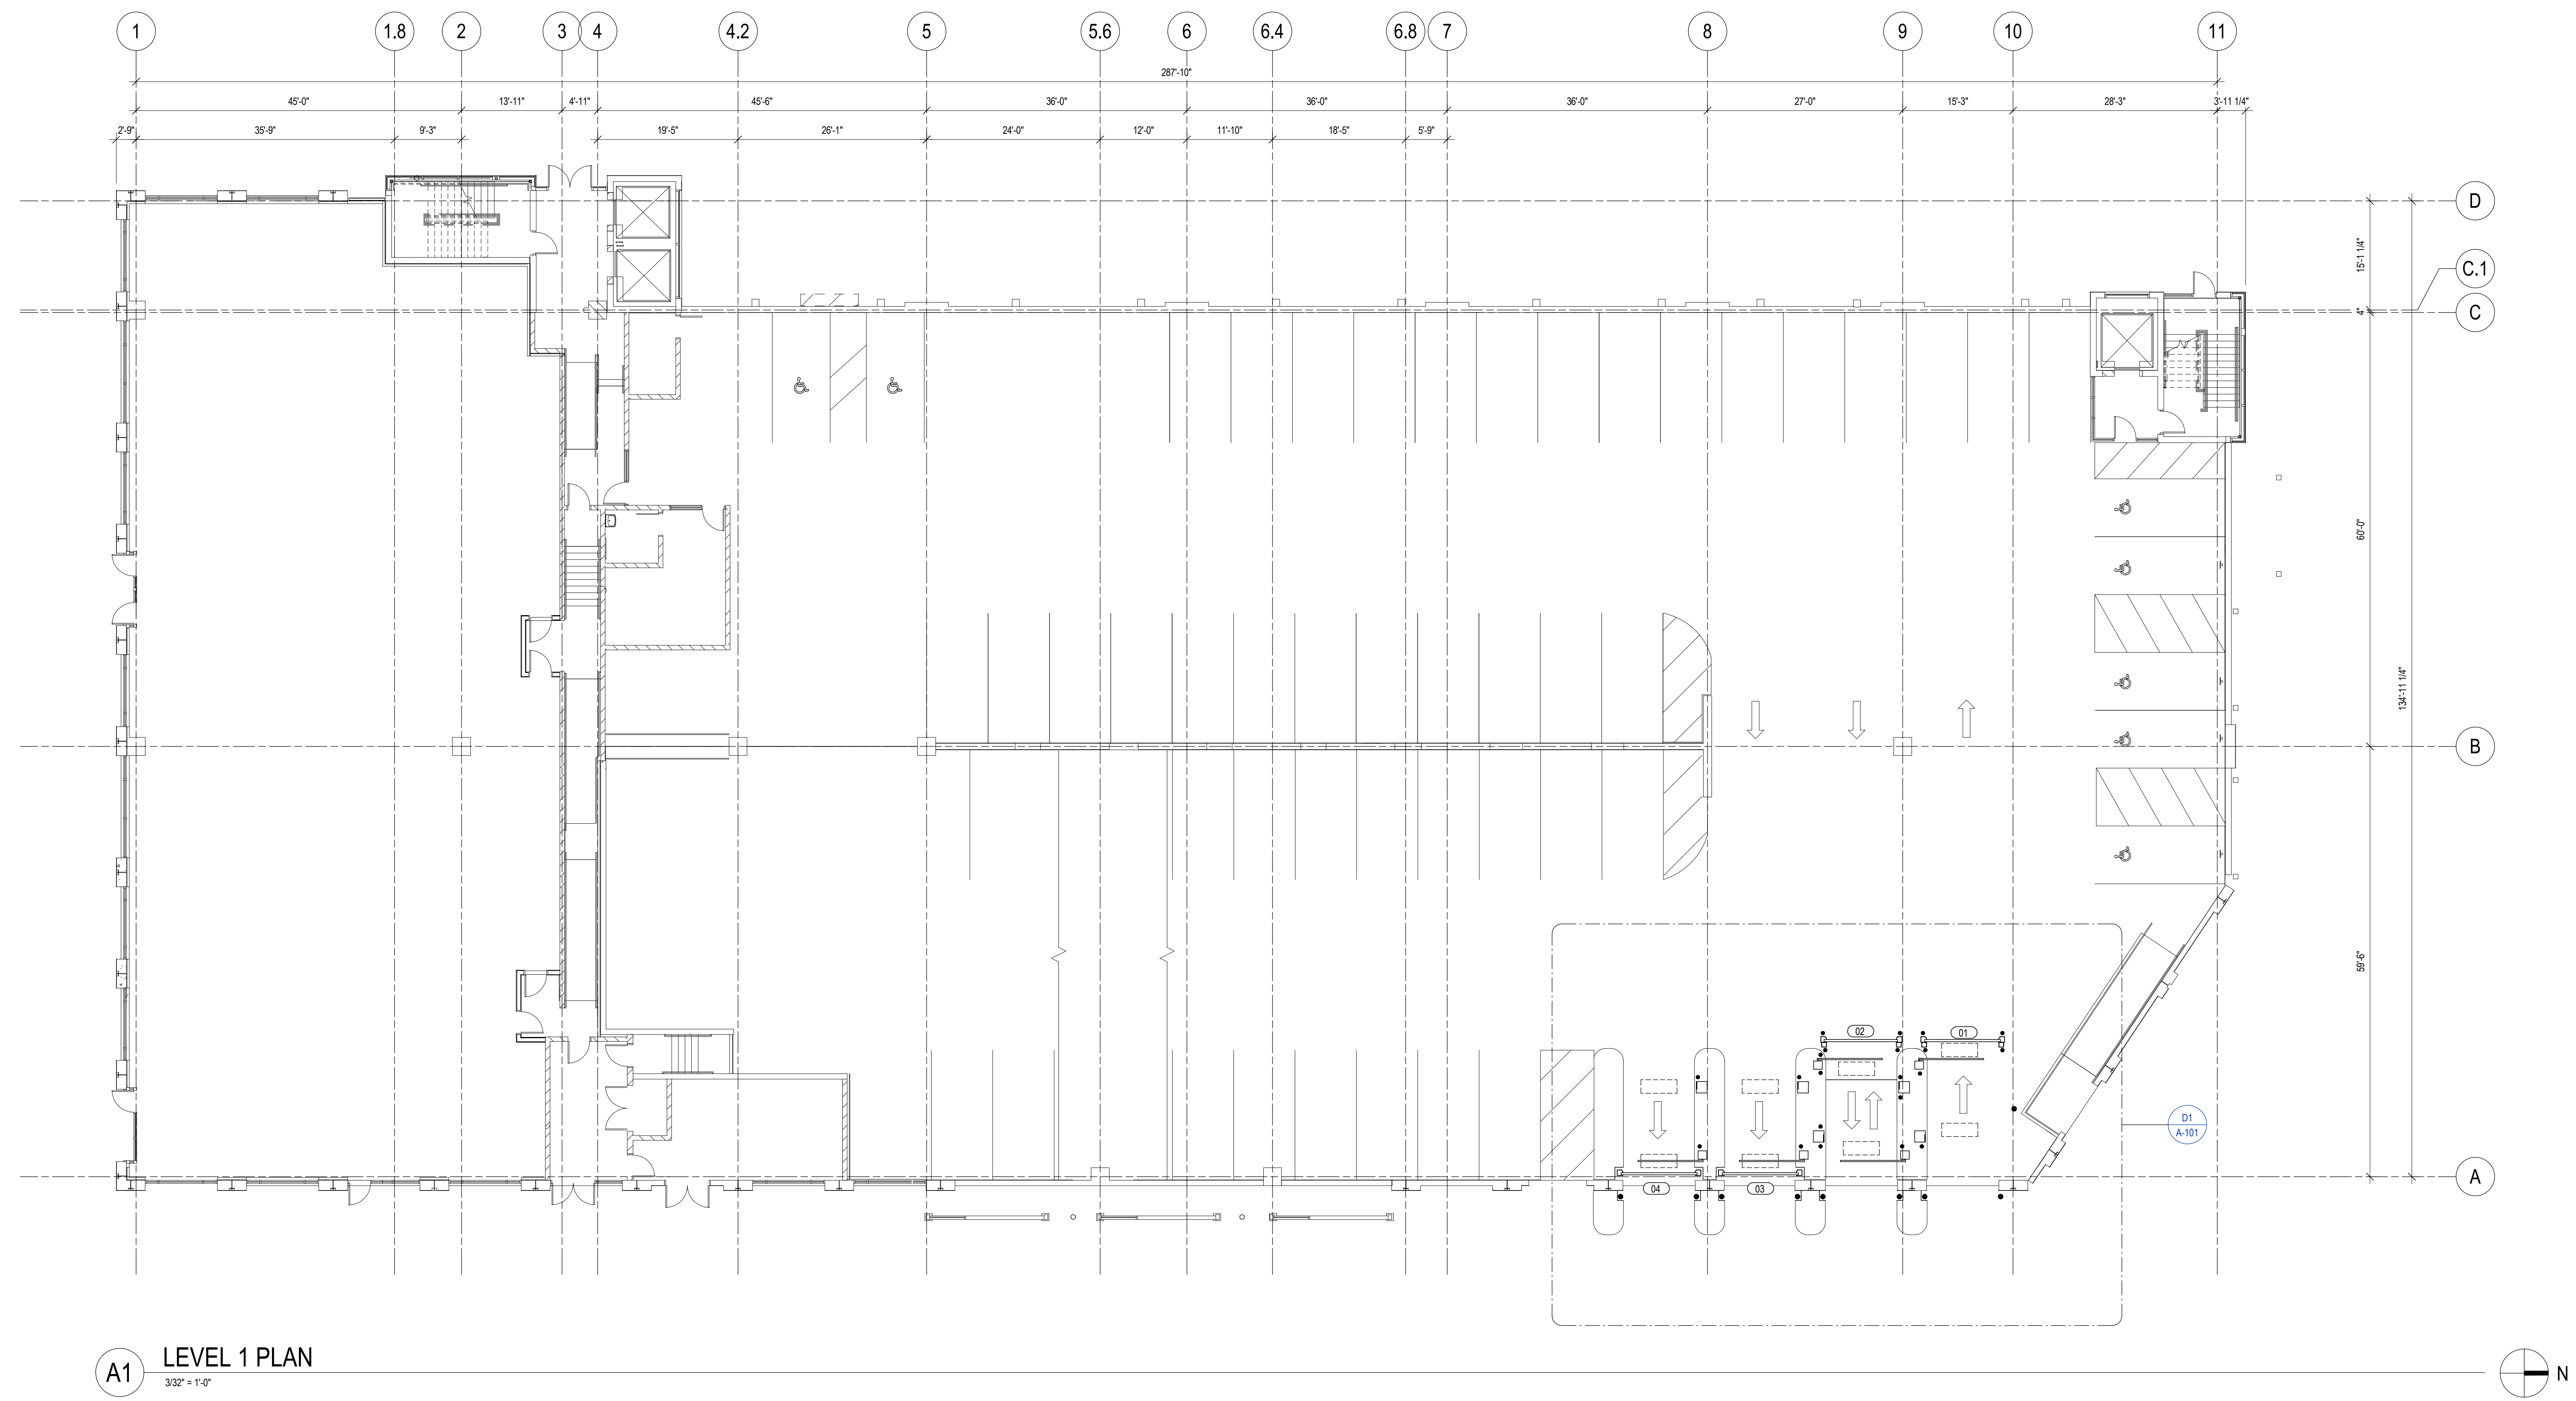 1 1.8 2 3 4 4.2 5 5.6 6 6.4 6.8 7 8 9 10 11
287'-10"
45'-0" 13'-11" 4'-11" 45'-6" 36'-0" 36'-0" 36'-0" 27'-0" 15'-3" 28'-3" 3'-11 1/4"
2'-9" 35'-9" 9'-3" 19'-5" 26'-1" 24'-0" 12'-0" 11'-10" 18'-5" 5'-9"
D
15'-1 1/4"
C.1
4"
C
60'-0"
134'-11 1/4"
B
59'-6"
02 01
D1
A-101
A
04 03
A1
LEVEL 1 PLAN
3/32" = 1'-0"
N